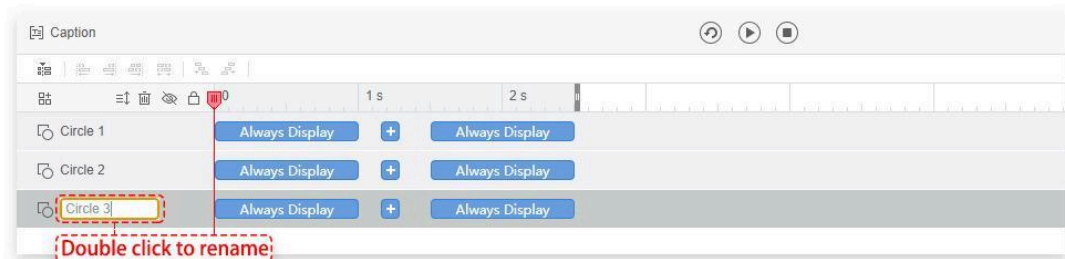 Caption
0 1 s 2 s
Circle 1 Always Display + Always Display
Circle 2 Always Display + Always Display
Circle 3 Always Display + Always Display
Double click to rename